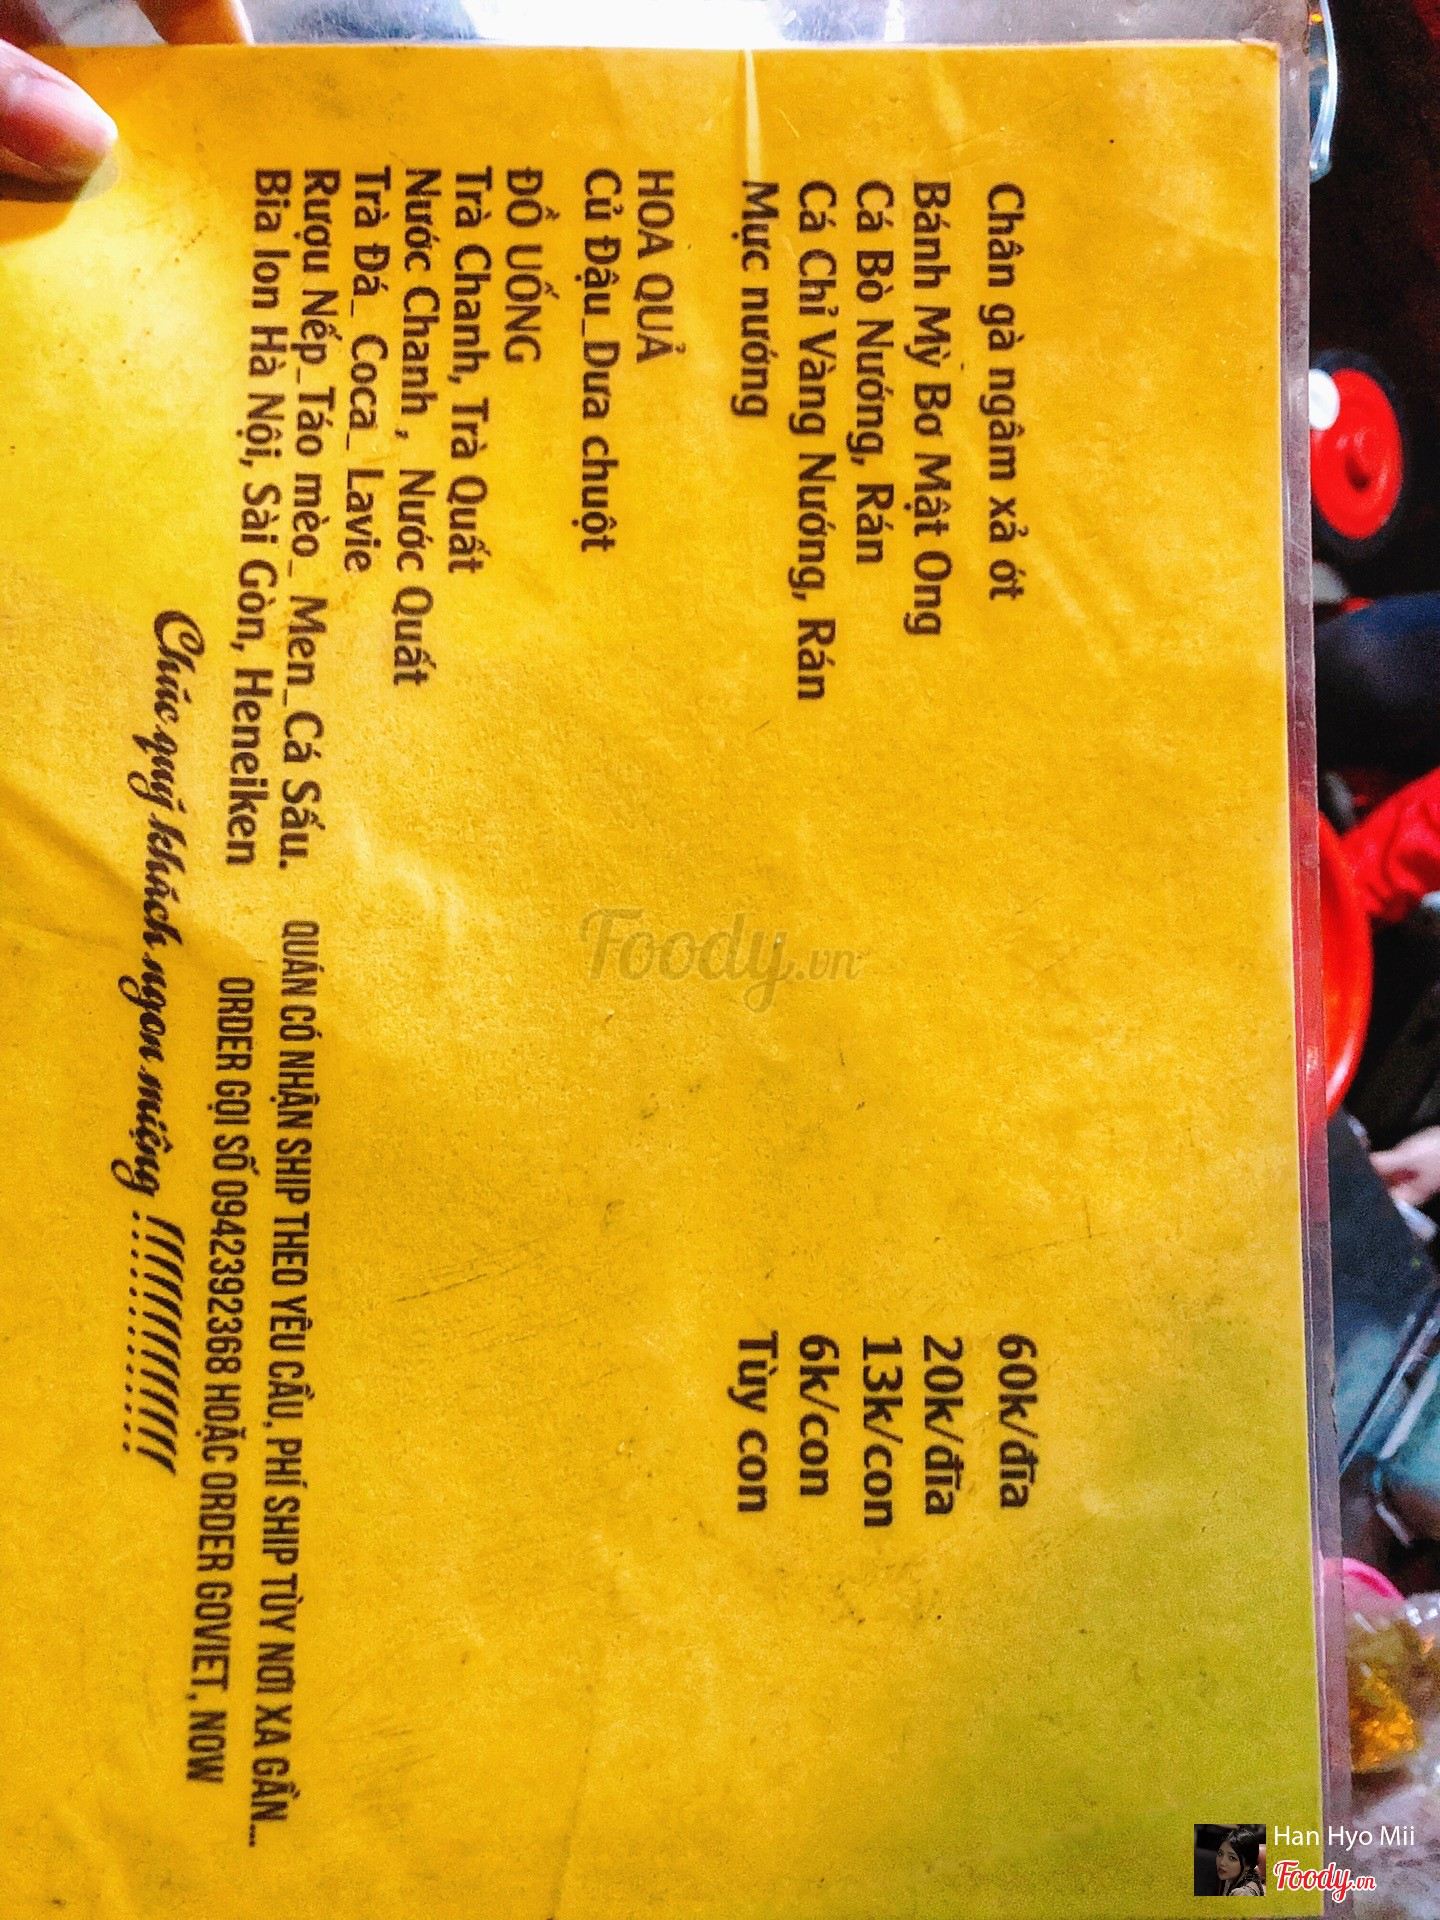 Chân gà ngâm xả ớt 60k/đĩa
Bánh Mỳ Bơ Mật Ong 20k/đĩa
Cá Bò Nướng, Rán 13k/con
Cá Chỉ Vàng Nướng, Rán 6k/con
Mực nướng Tùy con
HOA QUẢ
Củ Đậu_Dưa chuột
ĐỒ UỐNG
Trà Chanh, Trà Quất
Nước Chanh , Nước Quất
Trà Đá_ Coca_ Lavie
Rượu Nếp_Táo mèo_ Men_Cá Sấu.
Bia lon Hà Nội, Sài Gòn, Heneiken
QUÁN CÓ NHẬN SHIP THEO YÊU CẦU, PHÍ SHIP TÙY NƠI XA GẦN...
ORDER GỌI SỐ 0942392368 HOẶC ORDER GOVIET, NOW
Chúc quý khách ngon miệng !!!!!!!!!!!!
Foody.vn
Han Hyo Mii
Foody.vn